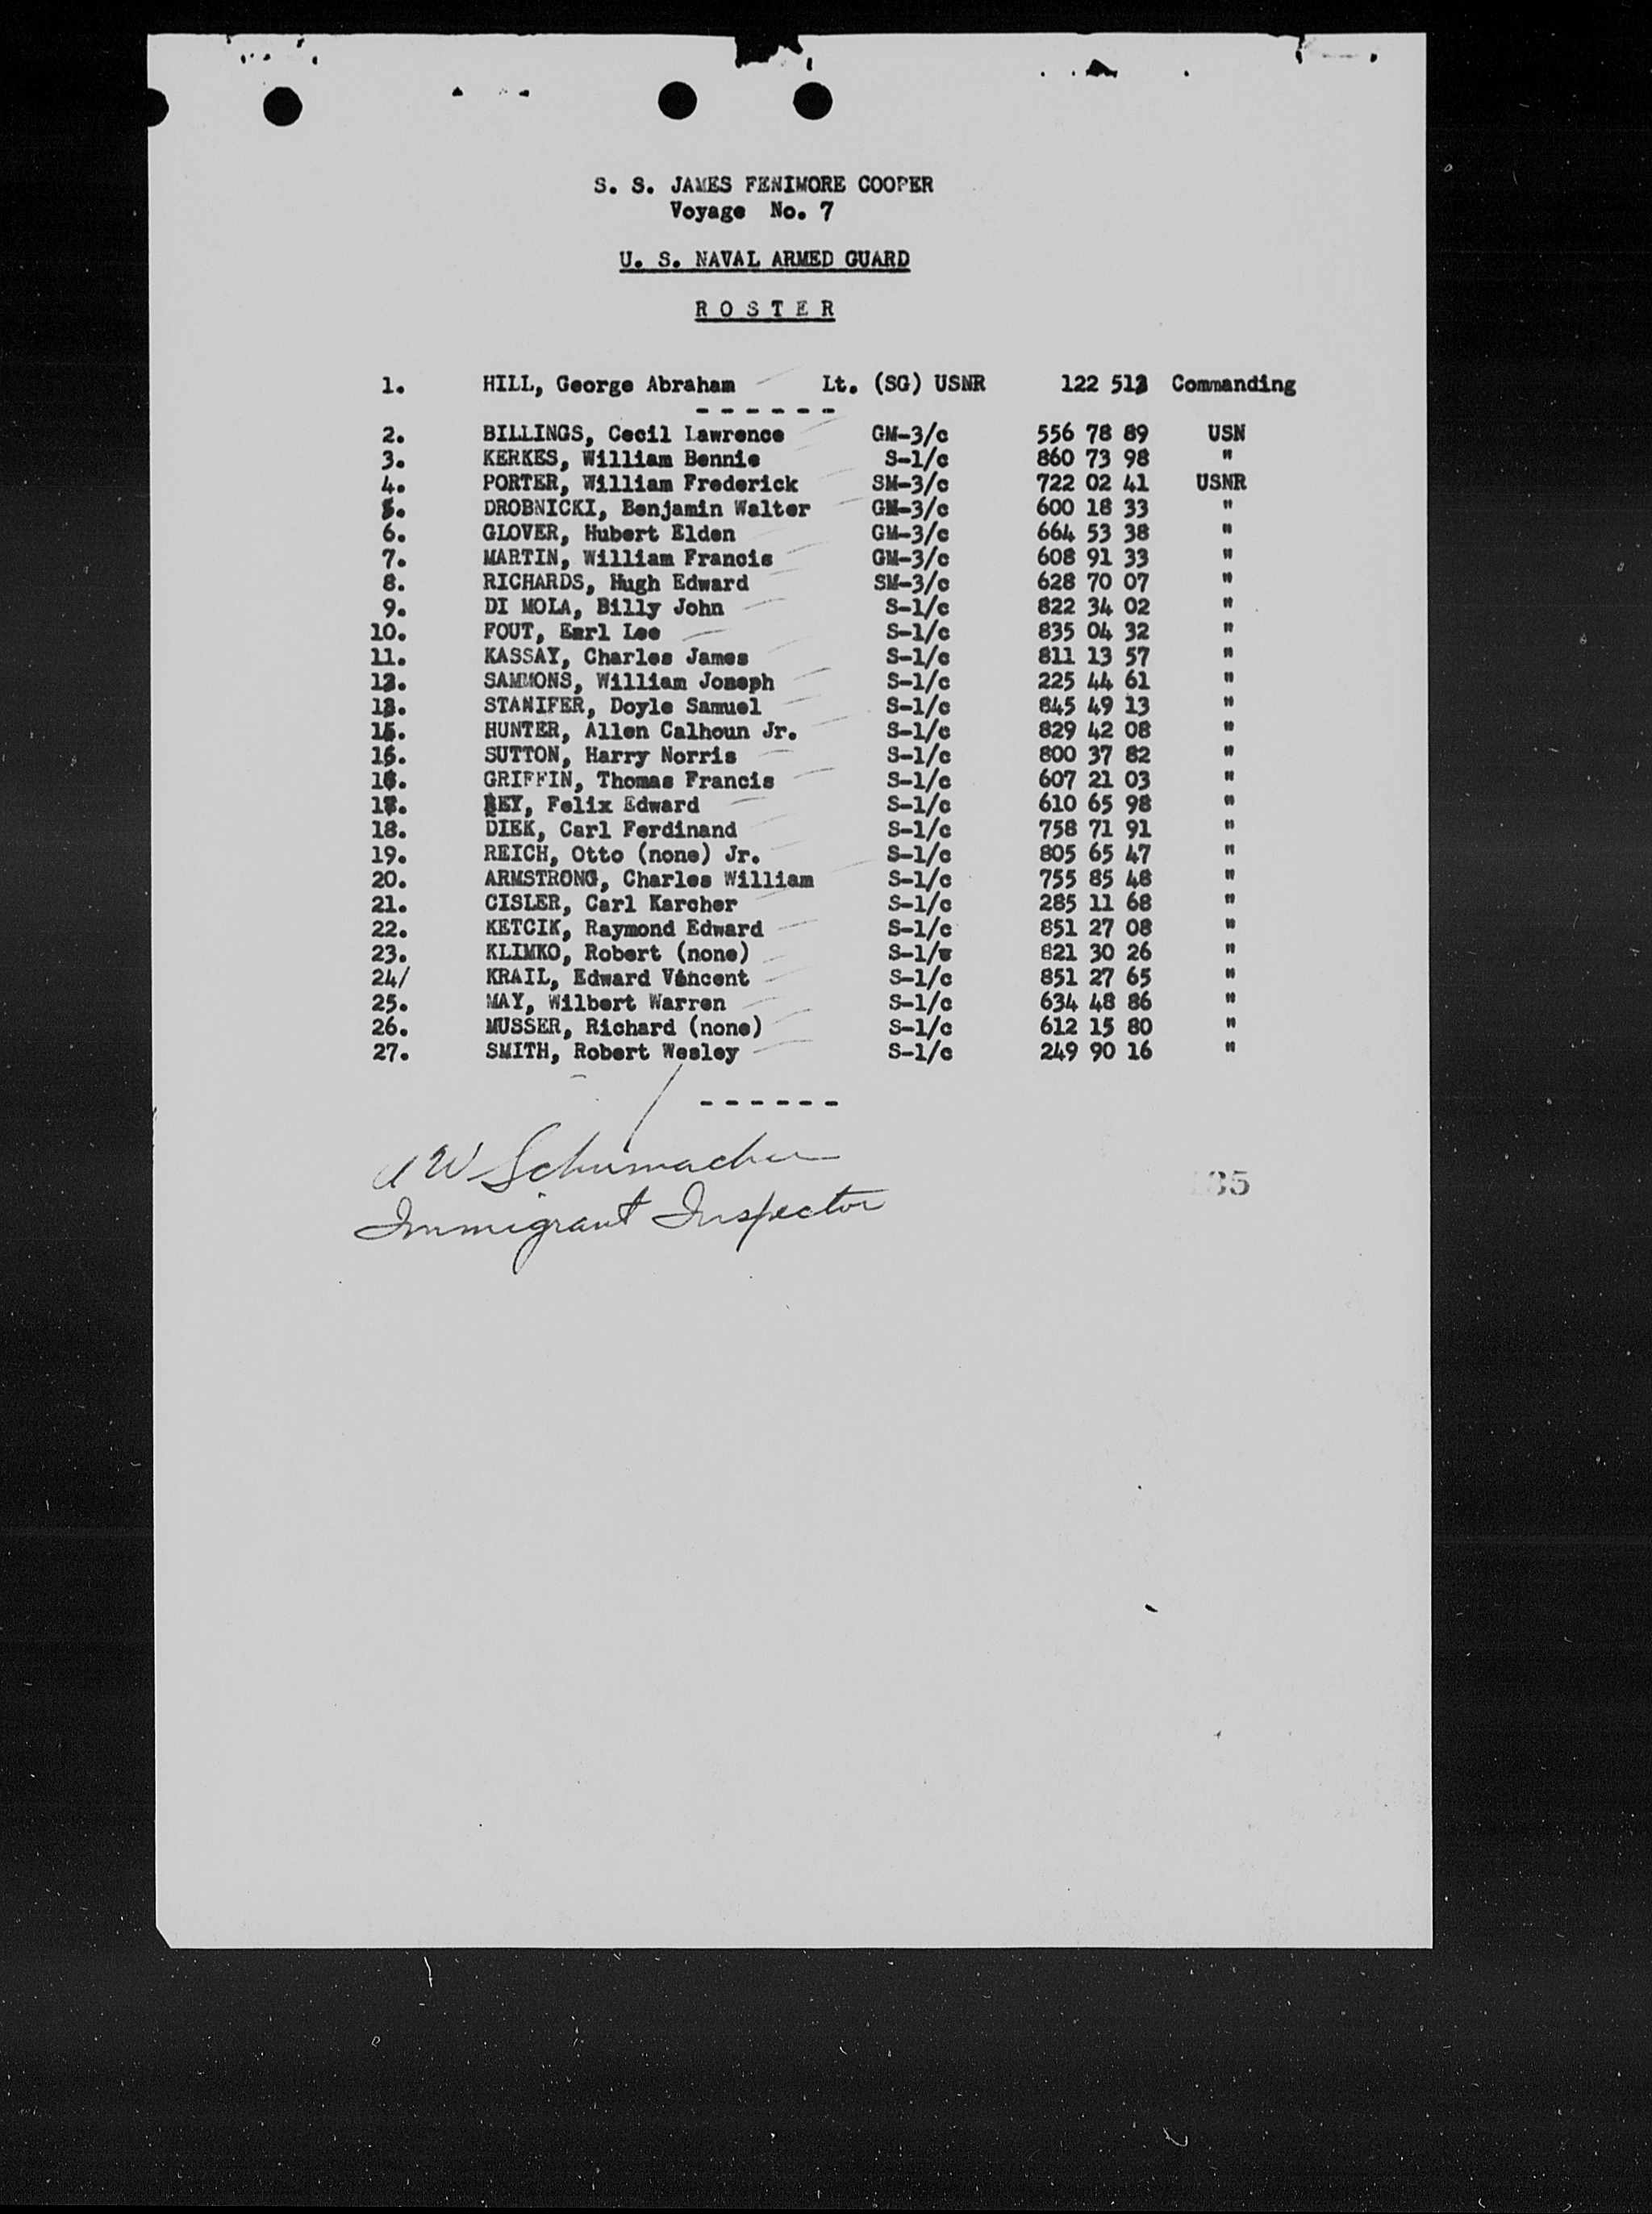 S. S. JAMES FENIMORE COOPER
Voyage No. 7
U. S. NAVAL ARMED GUARD
R O S T E R
1. HILL, George Abraham Lt. (SG) USNR 122 513 Commanding
- - - - - -
2. BILLINGS, Cecil Lawrence GM-3/c 556 78 89 USN
3. KERKES, William Bennie S-1/c 860 73 98 "
4. PORTER, William Frederick SM-3/c 722 02 41 USNR
5. DROBNICKI, Benjamin Walter GM-3/c 600 18 33 "
6. GLOVER, Hubert Elden GM-3/c 664 53 38 "
7. MARTIN, William Francis GM-3/c 608 91 33 "
8. RICHARDS, Hugh Edward SM-3/c 628 70 07 "
9. DI MOLA, Billy John S-1/c 822 34 02 "
10. FOUT, Earl Lee S-1/c 835 04 32 "
11. KASSAY, Charles James S-1/c 811 13 57 "
12. SAMMONS, William Joseph S-1/c 225 44 61 "
13. STANIFER, Doyle Samuel S-1/c 845 49 13 "
14. HUNTER, Allen Calhoun Jr. S-1/c 829 42 08 "
15. SUTTON, Harry Norris S-1/c 800 37 82 "
16. GRIFFIN, Thomas Francis S-1/c 607 21 03 "
17. REY, Felix Edward S-1/c 610 65 98 "
18. DIEK, Carl Ferdinand S-1/c 758 71 91 "
19. REICH, Otto (none) Jr. S-1/c 805 65 47 "
20. ARMSTRONG, Charles William S-1/c 755 85 48 "
21. CISLER, Carl Karcher S-1/c 285 11 68 "
22. KETCIK, Raymond Edward S-1/c 851 27 08 "
23. KLIMKO, Robert (none) S-1/c 821 30 26 "
24/ KRAIL, Edward Vincent S-1/c 851 27 65 "
25. MAY, Wilbert Warren S-1/c 634 48 86 "
26. MUSSER, Richard (none) S-1/c 612 15 80 "
27. SMITH, Robert Wesley S-1/c 249 90 16 "
- - - - - -
A W Schumacher
Immigrant Inspector